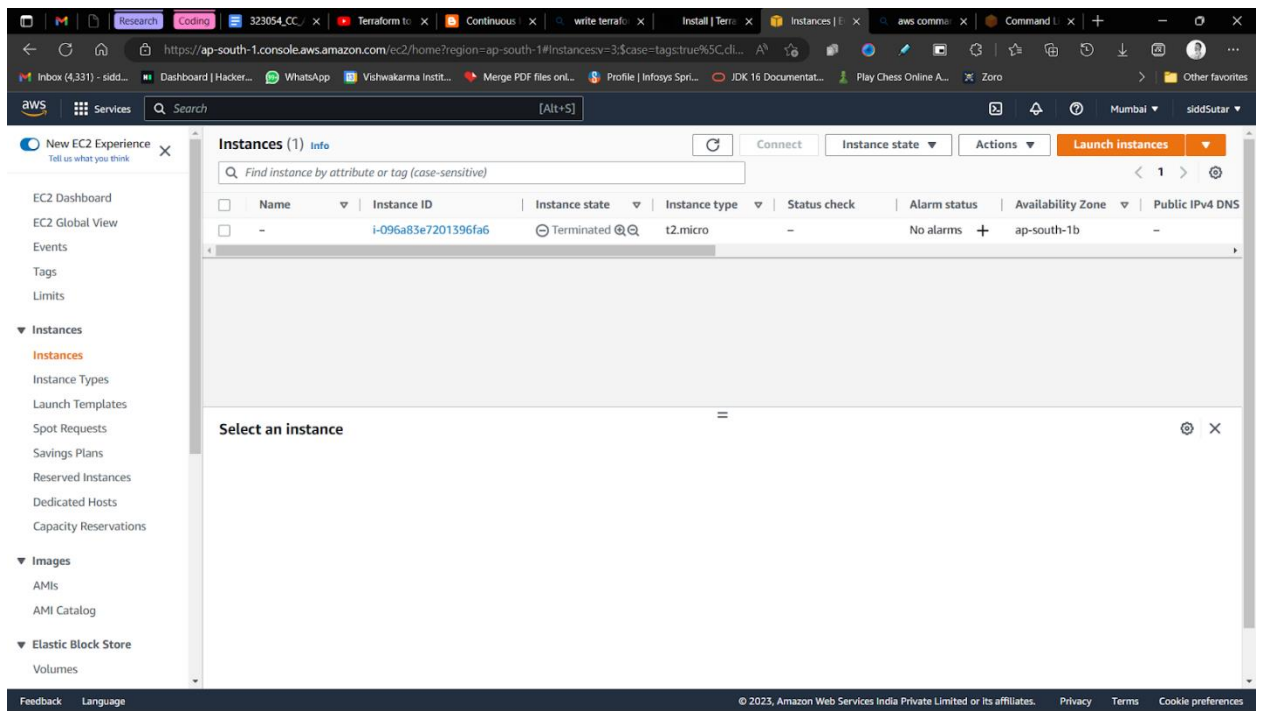 Research Coding 323054_CC_/ Terraform to Continuous write terrafo Install | Terra Instances | E aws comma Command Li
https://ap-south-1.console.aws.amazon.com/ec2/home?region=ap-south-1#Instances:v=3;$case=tags:true%5C,cli...
Inbox (4,331) - sidd... Dashboard | Hacker... WhatsApp Vishwakarma Instit... Merge PDF files onl... Profile | Infosys Spri... JDK 16 Documentat... Play Chess Online A... Zoro Other favorites
aws Services Search [Alt+S] Mumbai siddSutar
New EC2 Experience
Tell us what you think
EC2 Dashboard
EC2 Global View
Events
Tags
Limits
Instances
Instances
Instance Types
Launch Templates
Spot Requests
Savings Plans
Reserved Instances
Dedicated Hosts
Capacity Reservations
Images
AMIs
AMI Catalog
Elastic Block Store
Volumes
Instances (1) Info Connect Instance state Actions Launch instances
Find instance by attribute or tag (case-sensitive) 1
Name Instance ID Instance state Instance type Status check Alarm status Availability Zone Public IPv4 DNS
– i-096a83e7201396fa6 Terminated t2.micro – No alarms + ap-south-1b –
Select an instance
Feedback Language © 2023, Amazon Web Services India Private Limited or its affiliates. Privacy Terms Cookie preferences